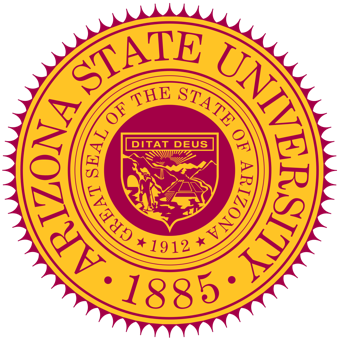 ARIZONA STATE UNIVERSITY
GREAT SEAL OF THE STATE OF ARIZONA
DITAT DEUS
★ 1912 ★
· 1885 ·